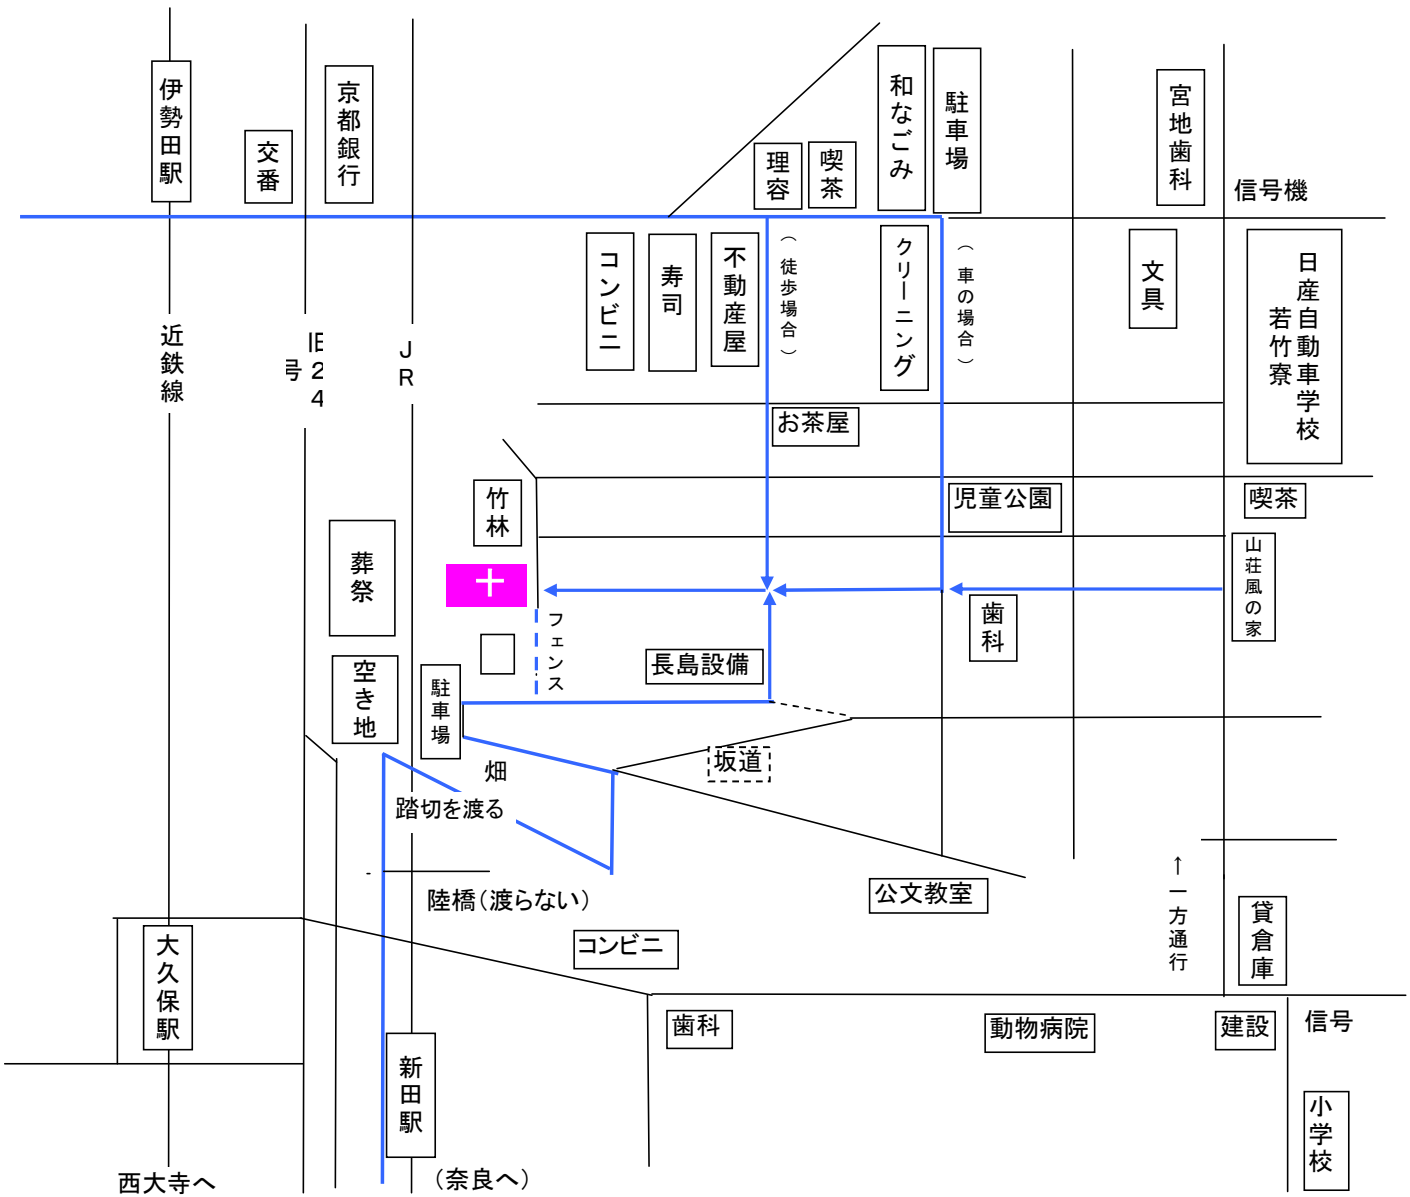 伊勢田駅
交番
京都銀行
理容
喫茶
和なごみ
駐車場
宮地歯科
信号機
コンビニ
寿司
不動産屋
（徒歩場合）
クリーニング
（車の場合）
文具
日産自動車学校
若竹寮
近鉄線
旧24
号
JR
お茶屋
竹林
児童公園
喫茶
葬祭
山荘風の家
歯科
フェンス
空き地
駐車場
長島設備
坂道
畑
踏切を渡る
陸橋（渡らない）
公文教室
↑一方通行
貸倉庫
コンビニ
大久保駅
歯科
動物病院
建設
信号
新田駅
小学校
西大寺へ
（奈良へ）